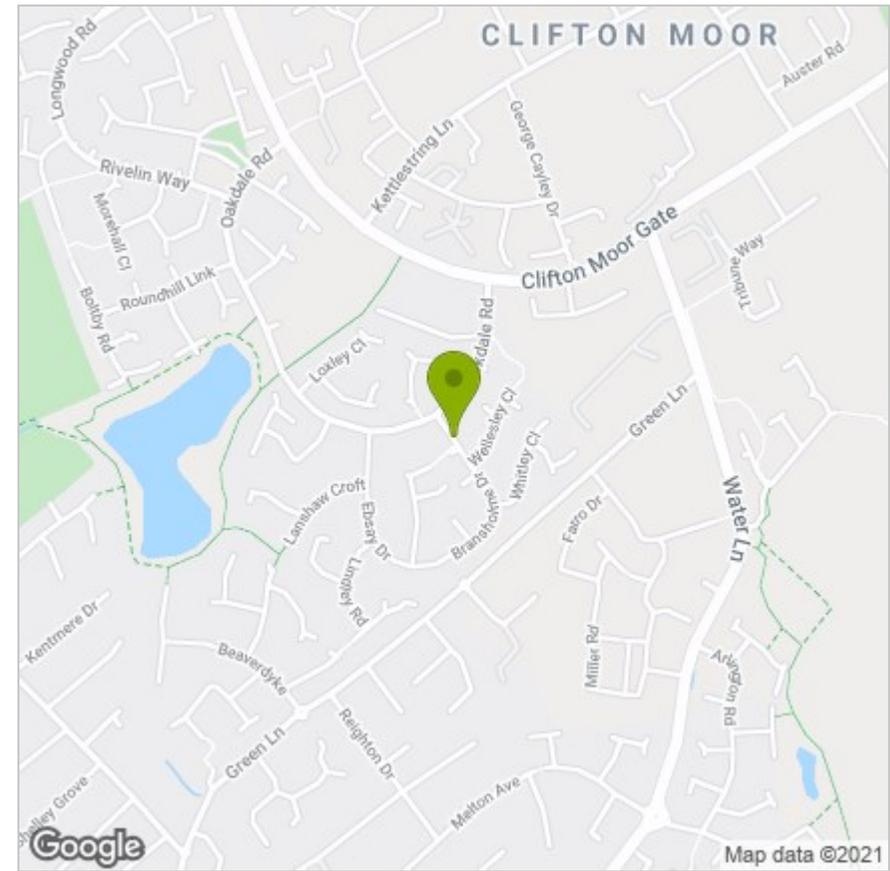 CLIFTON MOOR
Longwood Rd
Auster Rd
Kettlestring Ln
George Cayley Dr
Rivelin Way
Oakdale Rd
Morehall Cl
Clifton Moor Gate
Tribune Way
Roundhill Link
Boltby Rd
kdale Rd
Loxley Cl
Wellesley Cl
Green Ln
Whitley Cl
Lanshaw Croft
Ebsay Dr
Bransholme Dr
Water Ln
Fairo Dr
Lindley Rd
Kentmere Dr
Miller Rd
Beaverdyke
Arlington Rd
Green Ln
Reighton Dr
Melton Ave
Shelley Grove
Google
Map data ©2021